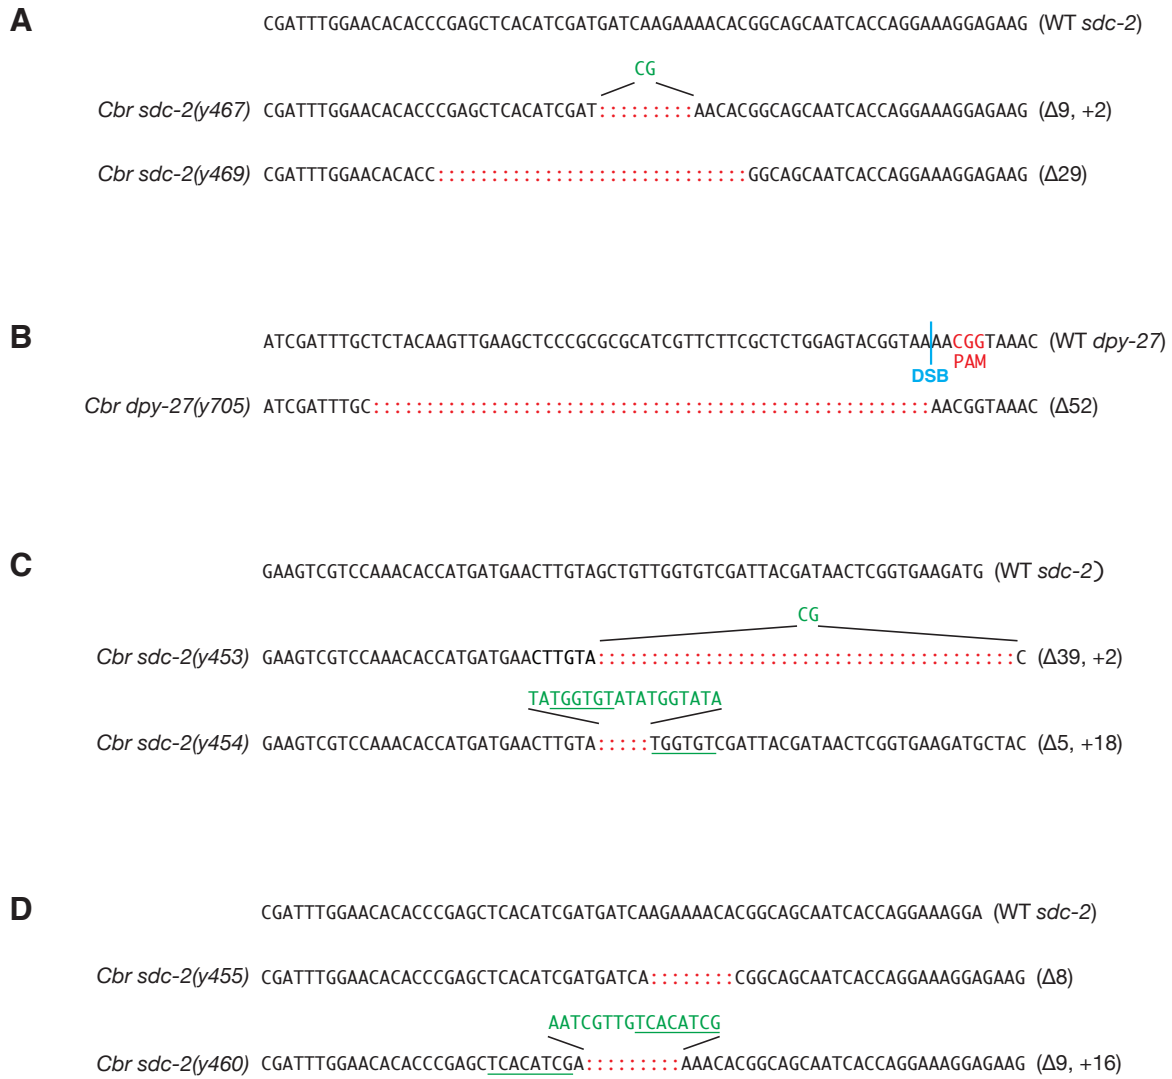 A
CGATTTGGAACACACCCGAGCTCACATCGATGATCAAGAAAACACGGCAGCAATCACCAGGAAAGGAGAAG (WT sdc-2)
CG
Cbr sdc-2(y467) CGATTTGGAACACACCCGAGCTCACATCGAT:::::::::AACACGGCAGCAATCACCAGGAAAGGAGAAG (Δ9, +2)
Cbr sdc-2(y469) CGATTTGGAACACACC:::::::::::::::::::::::::::::GGCAGCAATCACCAGGAAAGGAGAAG (Δ29)
B
ATCGATTTGCTCTACAAGTTGAAGCTCCCGCGCGCATCGTTCTTCGCTCTGGAGTACGGTAAAACGGTAAAC (WT dpy-27)
DSB PAM
Cbr dpy-27(y705) ATCGATTTGC::::::::::::::::::::::::::::::::::::::::::::::::::::AACGGTAAAC (Δ52)
C
GAAGTCGTCCAAACACCATGATGAACTTGTAGCTGTTGGTGTCGATTACGATAACTCGGTGAAGATG (WT sdc-2)
CG
Cbr sdc-2(y453) GAAGTCGTCCAAACACCATGATGAACTTGTA:::::::::::::::::::::::::::::::::::::::C (Δ39, +2)
TATGGTGTATATGGTATA
Cbr sdc-2(y454) GAAGTCGTCCAAACACCATGATGAACTTGTA:::::TGGTGTCGATTACGATAACTCGGTGAAGATGCTAC (Δ5, +18)
D
CGATTTGGAACACACCCGAGCTCACATCGATGATCAAGAAAACACGGCAGCAATCACCAGGAAAGGA (WT sdc-2)
Cbr sdc-2(y455) CGATTTGGAACACACCCGAGCTCACATCGATGATCA::::::::CGGCAGCAATCACCAGGAAAGGAGAAG (Δ8)
AATCGTTGTCACATCG
Cbr sdc-2(y460) CGATTTGGAACACACCCGAGCTCACATCGA:::::::::AAACACGGCAGCAATCACCAGGAAAGGAGAAG (Δ9, +16)